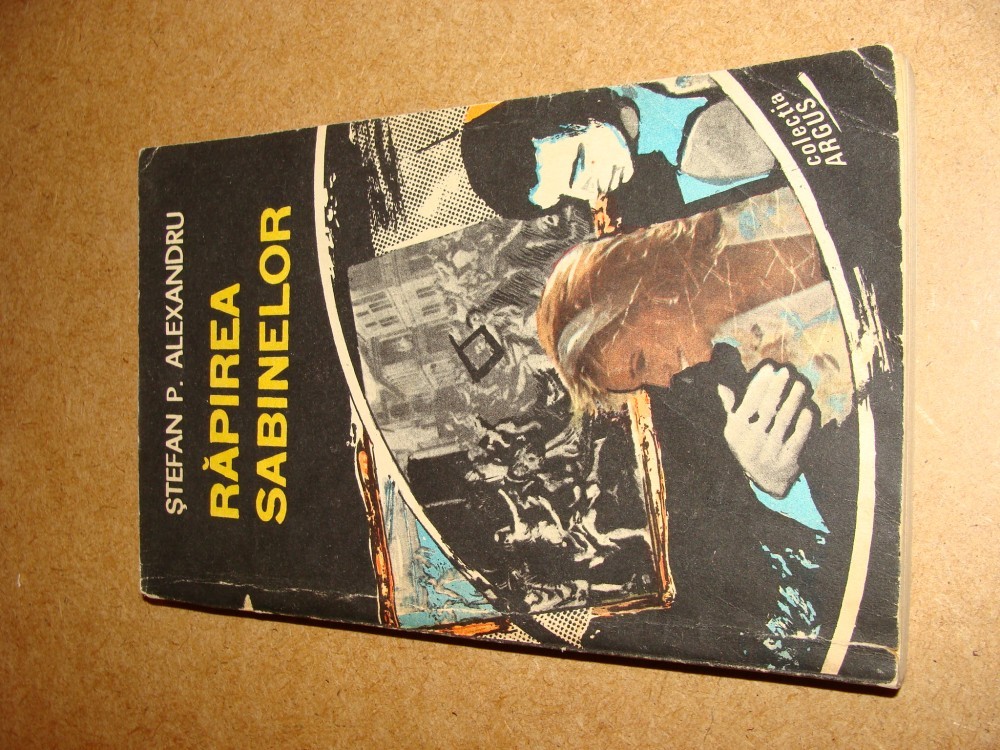 ŞTEFAN P. ALEXANDRU
RĂPIREA
SABINELOR
colecţia
ARGUS